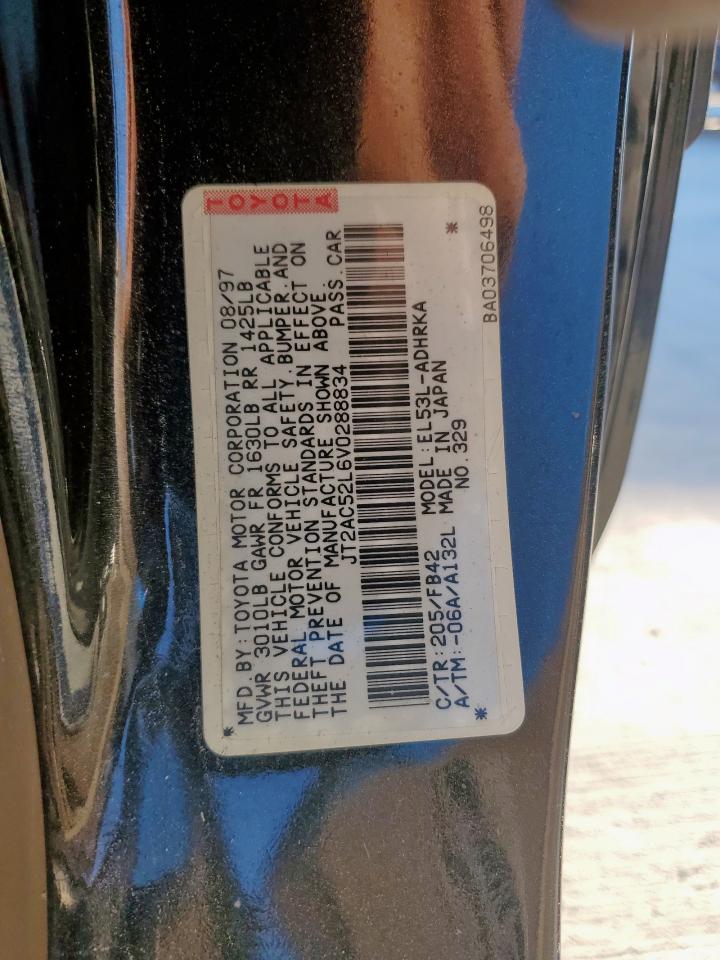 TOYOTA
*MFD.BY:TOYOTA MOTOR CORPORATION 08/97
GVWR 3010LB GAWR FR 1630LB RR 1425LB
THIS VEHICLE CONFORMS TO ALL APPLICABLE
FEDERAL MOTOR VEHICLE SAFETY,BUMPER,AND
THEFT PREVENTION STANDARDS IN EFFECT ON
THE DATE OF MANUFACTURE SHOWN ABOVE.
JT2AC52L6V0288834 PASS.CAR
C/TR:205/FB42 MODEL:EL53L-ADHRKA *
A/TM:-06A/A132L MADE IN JAPAN
* NO.329
BA03706498